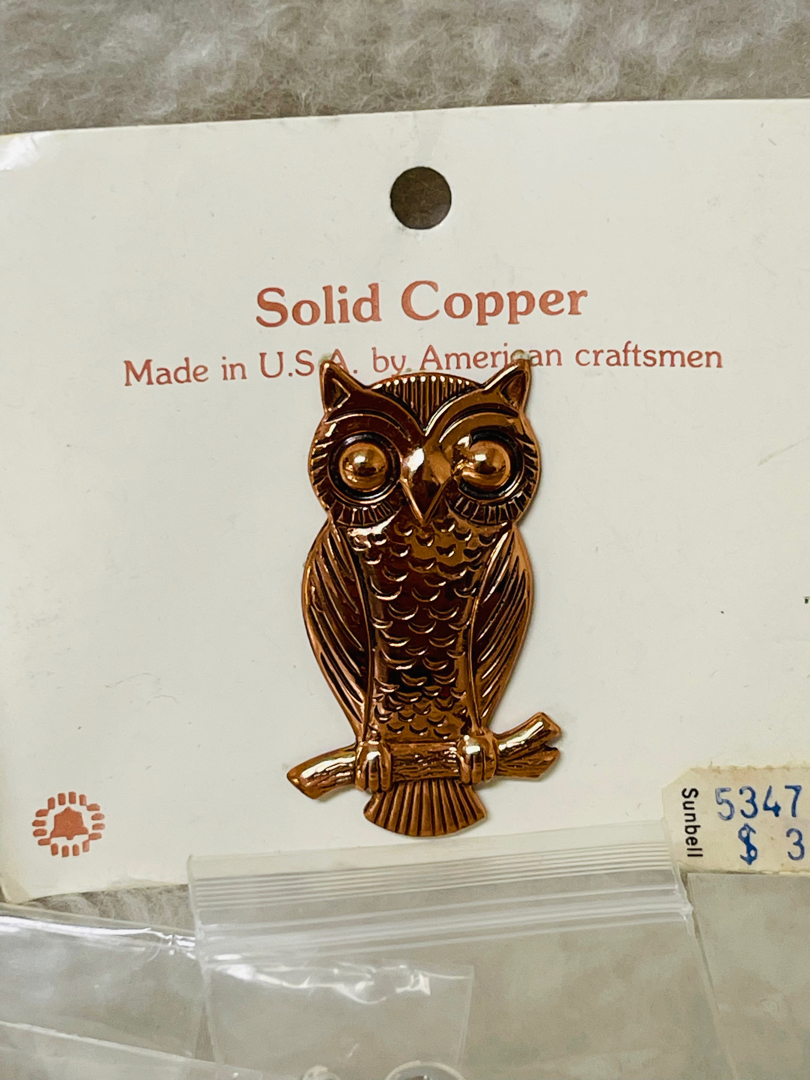 Solid Copper
Made in U.S.A. by American craftsmen
Sunbell
5347
$ 3